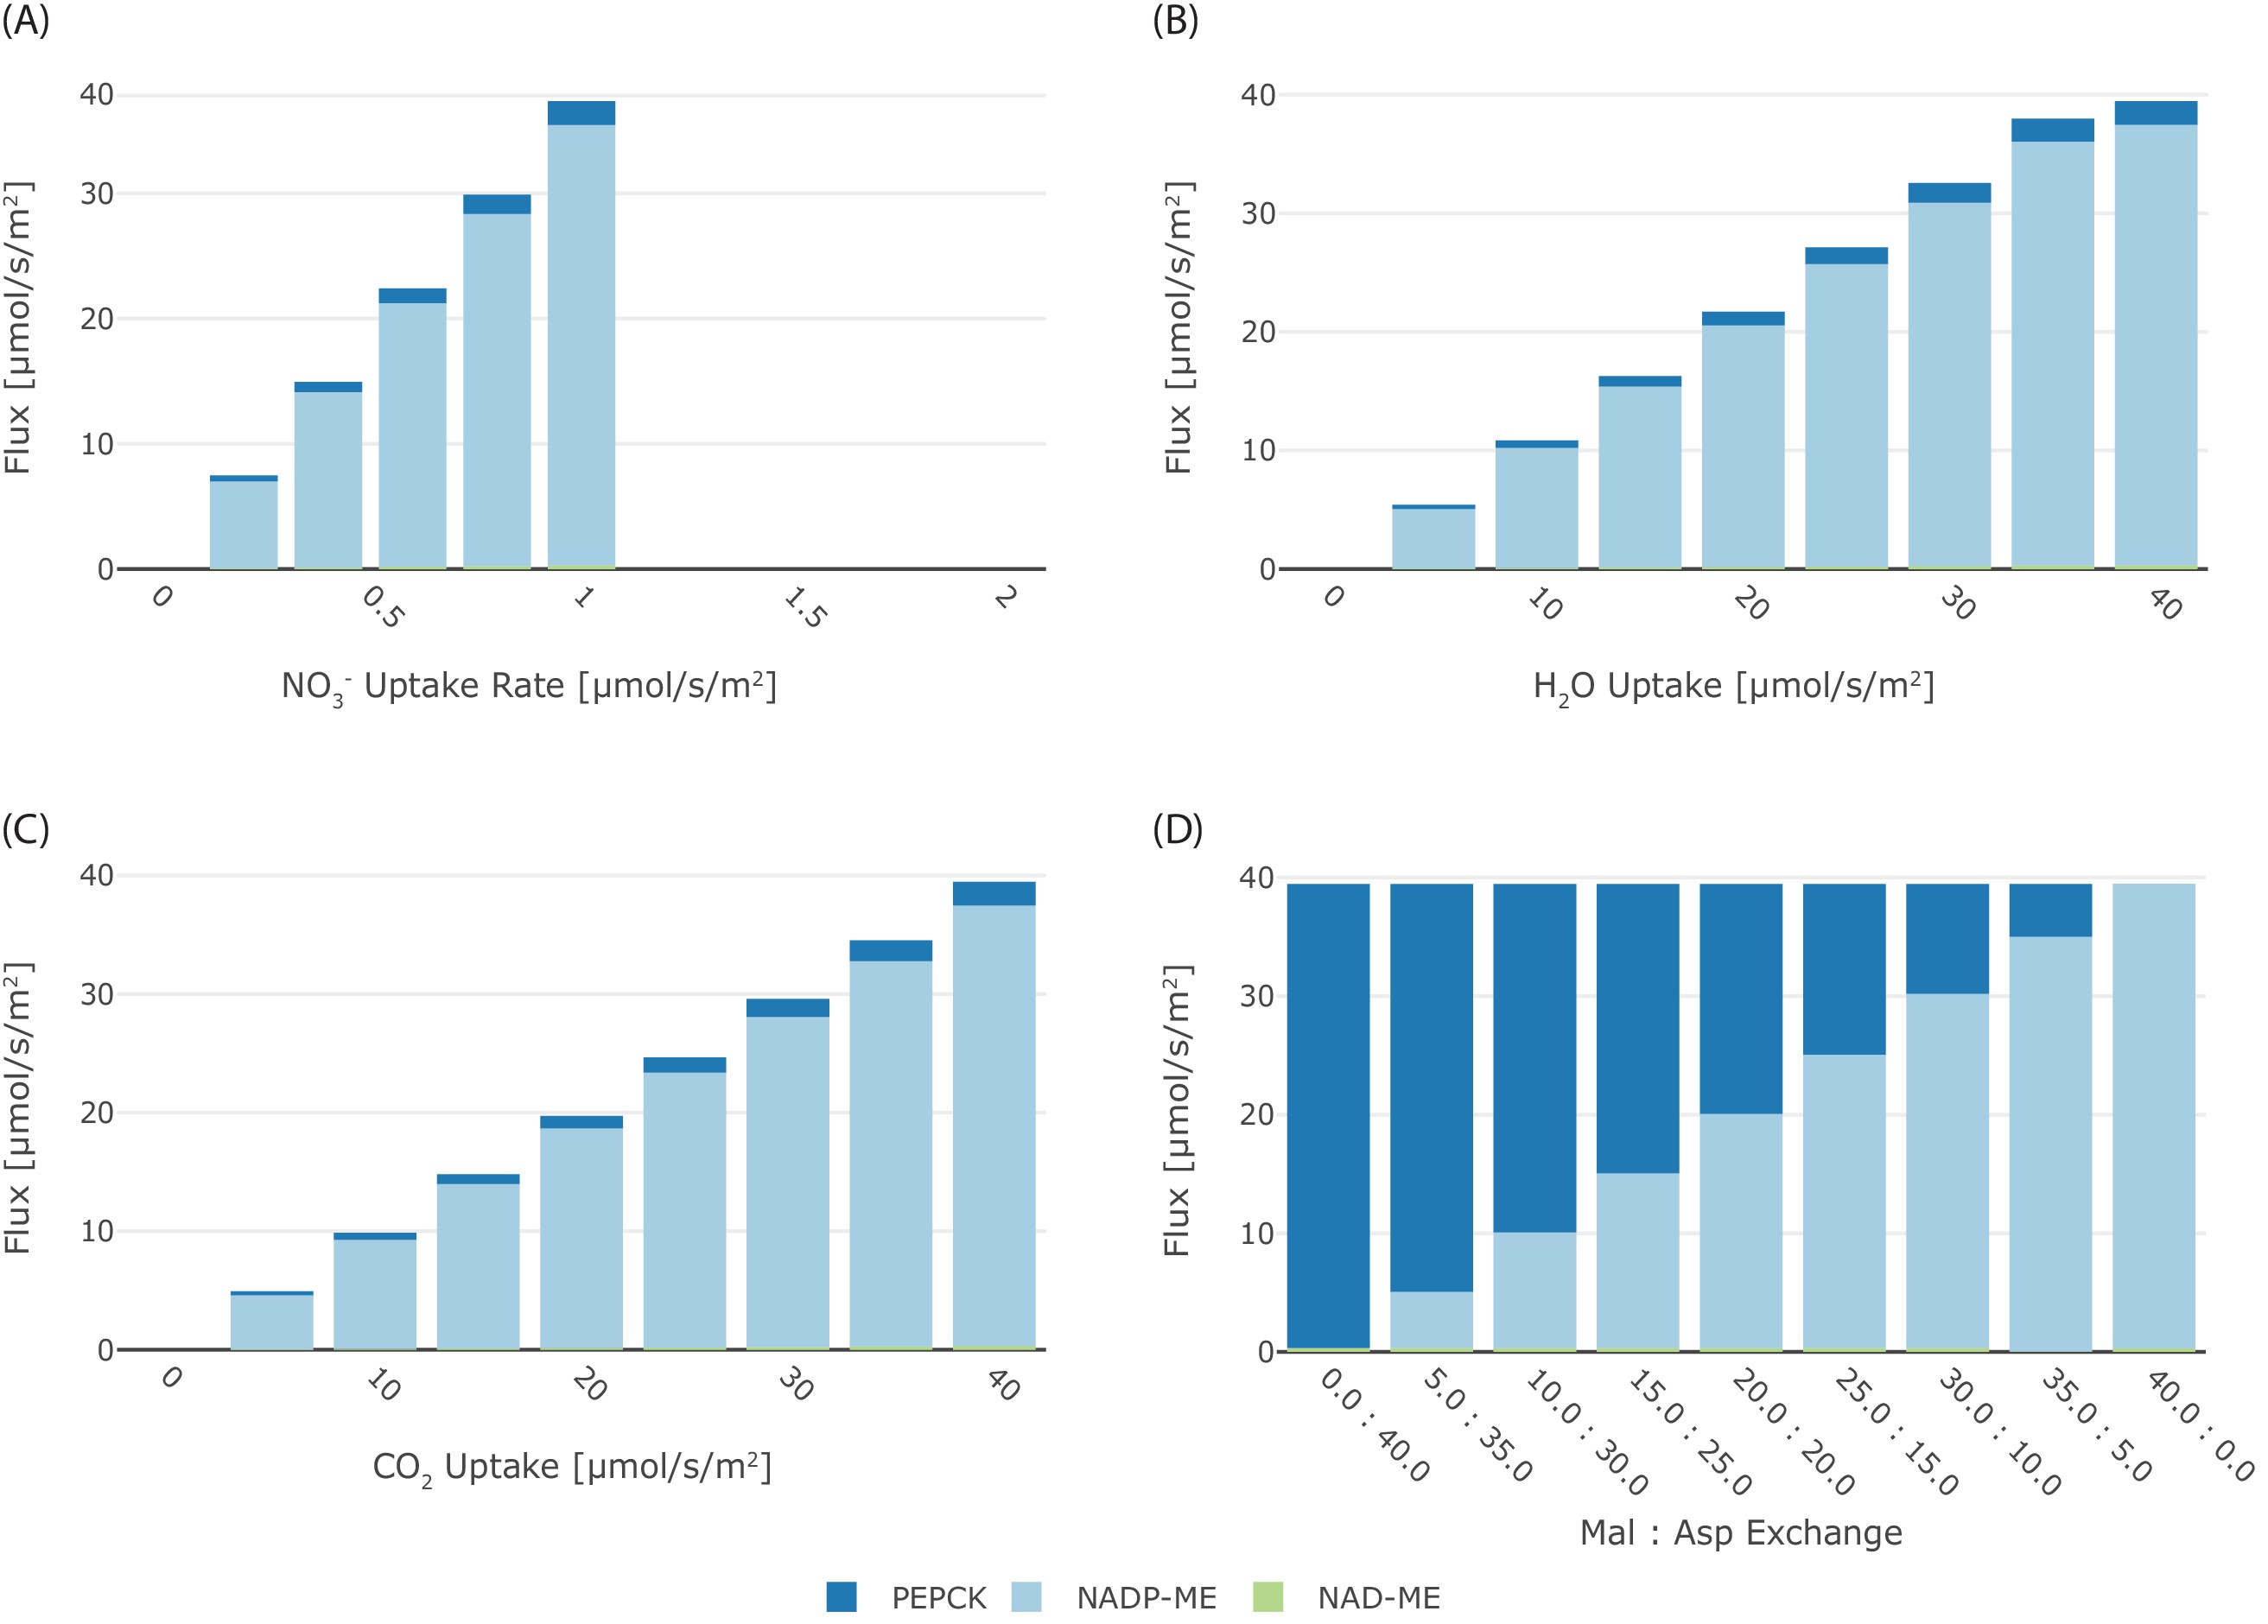 (A)
40
30
20
10
0
Flux [μmol/s/m²]
0
0.5
1
1.5
2
NO₃⁻ Uptake Rate [μmol/s/m²]
(B)
40
30
20
10
0
Flux [μmol/s/m²]
0
10
20
30
40
H₂O Uptake [μmol/s/m²]
(C)
40
30
20
10
0
Flux [μmol/s/m²]
0
10
20
30
40
CO₂ Uptake [μmol/s/m²]
(D)
40
30
20
10
0
Flux [μmol/s/m²]
0.0 : 40.0
5.0 : 35.0
10.0 : 30.0
15.0 : 25.0
20.0 : 20.0
25.0 : 15.0
30.0 : 10.0
35.0 : 5.0
40.0 : 0.0
Mal : Asp Exchange
PEPCK
NADP-ME
NAD-ME